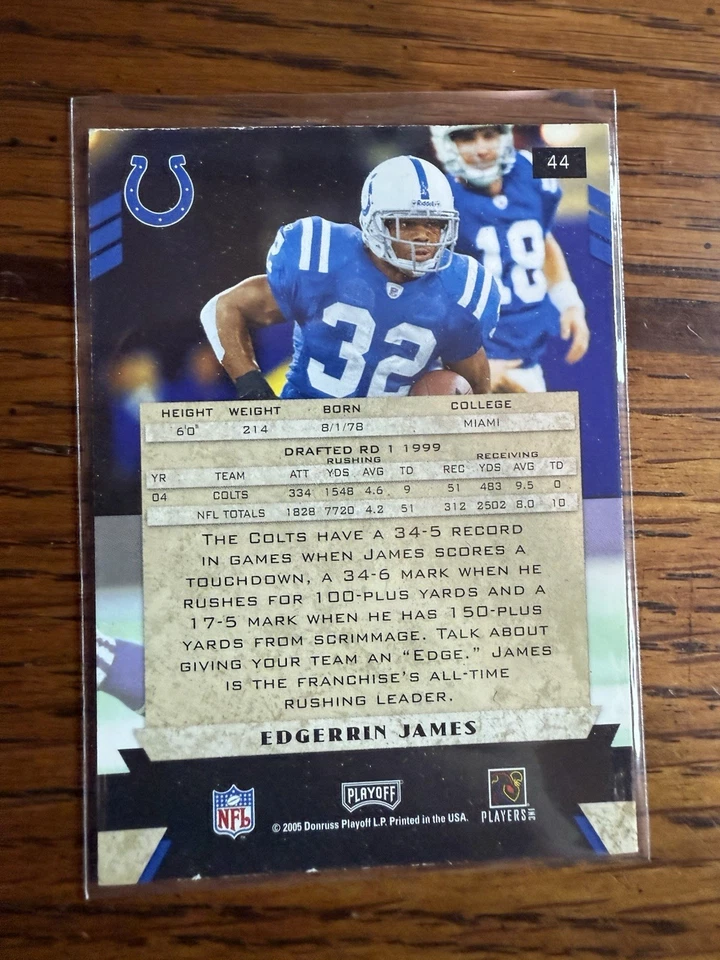 44
Riddell
18
32
HEIGHT WEIGHT BORN COLLEGE
6'0" 214 8/1/78 MIAMI
DRAFTED RD 1 1999
RUSHING RECEIVING
YR TEAM ATT YDS AVG TD REC YDS AVG TD
04 COLTS 334 1548 4.6 9 51 483 9.5 0
NFL TOTALS 1828 7720 4.2 51 312 2502 8.0 10
THE COLTS HAVE A 34-5 RECORD
IN GAMES WHEN JAMES SCORES A
TOUCHDOWN, A 34-6 MARK WHEN HE
RUSHES FOR 100-PLUS YARDS AND A
17-5 MARK WHEN HE HAS 150-PLUS
YARDS FROM SCRIMMAGE. TALK ABOUT
GIVING YOUR TEAM AN "EDGE." JAMES
IS THE FRANCHISE'S ALL-TIME
RUSHING LEADER.
EDGERRIN JAMES
NFL
PLAYOFF
PLAYERS INC
© 2005 Donruss Playoff L.P. Printed in the USA.